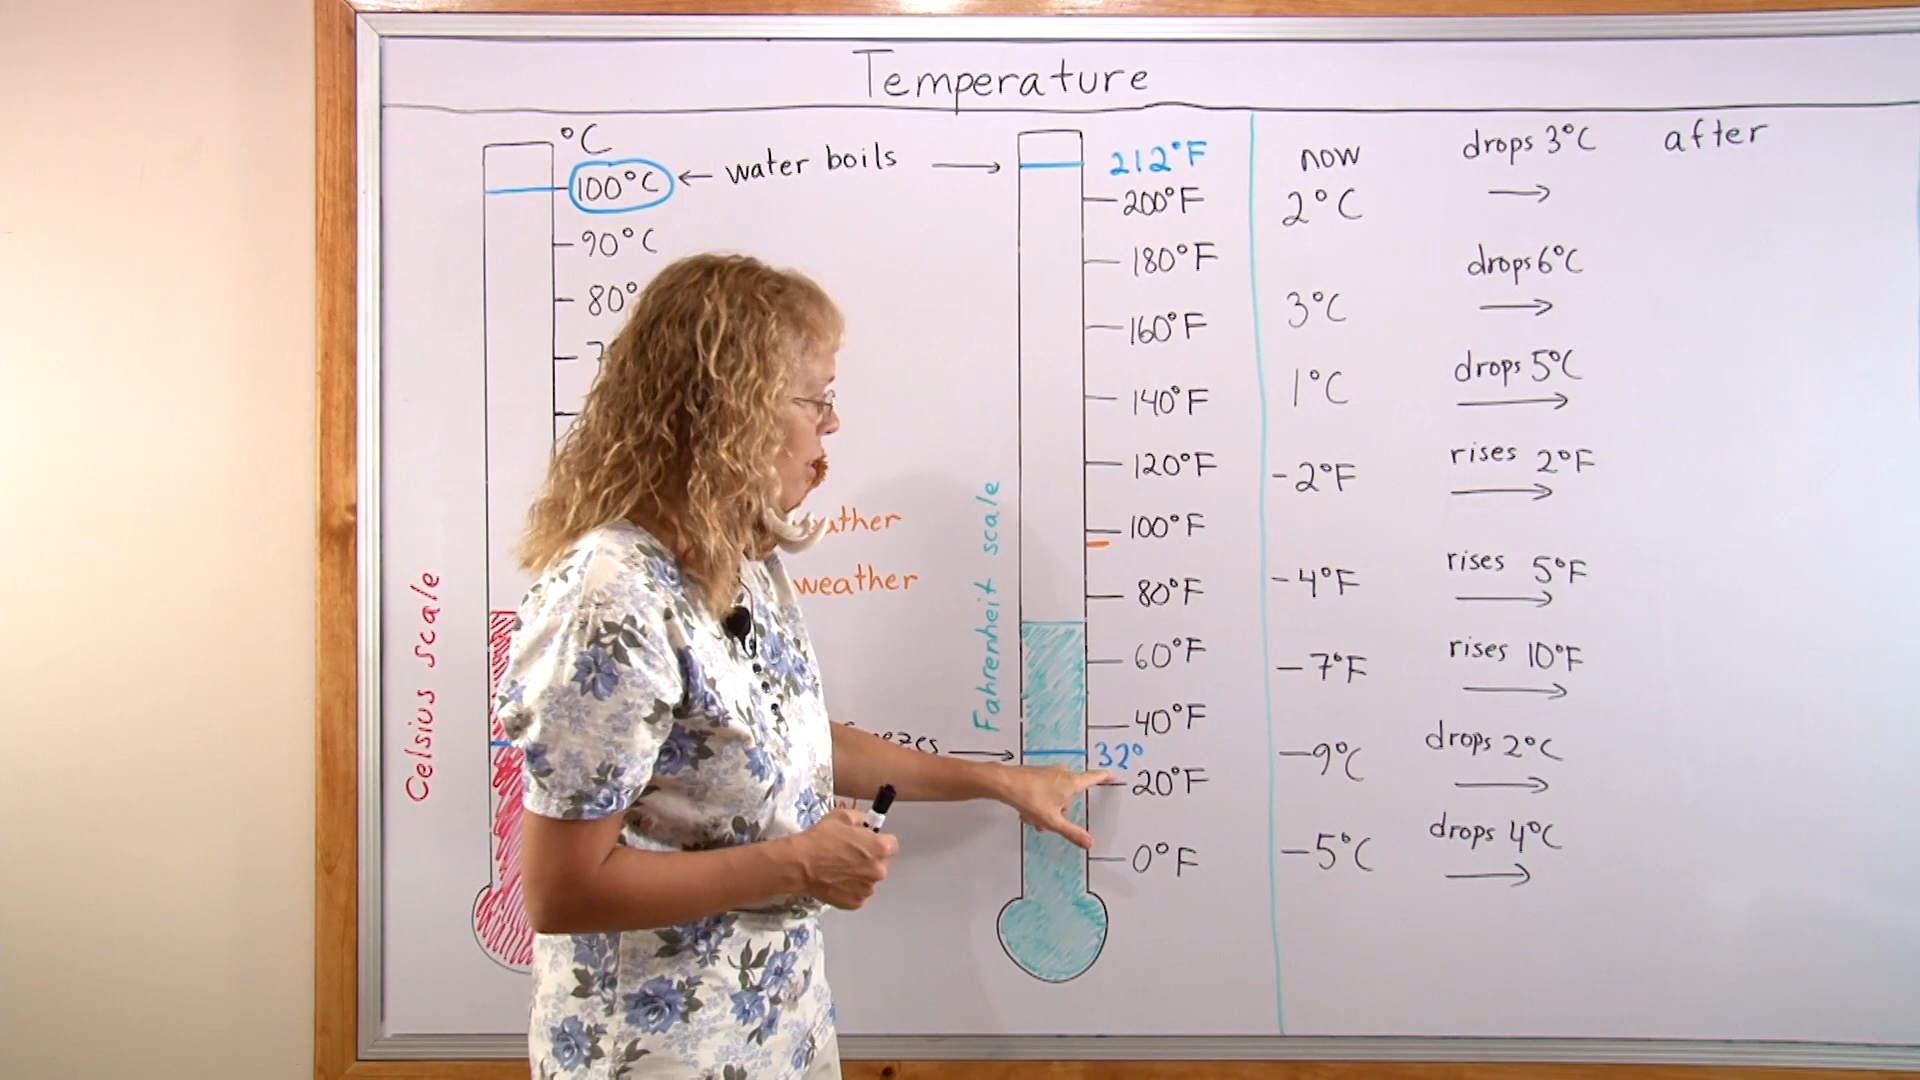 Temperature
°C
100°C
90°C
80°
7
← water boils →
weather
freezes →
Celsius scale
Fahrenheit scale
212°F
200°F
180°F
160°F
140°F
120°F
100°F
80°F
60°F
40°F
32°
20°F
0°F
now drops 3°C after
2°C →
drops 6°C
3°C →
drops 5°C
1°C →
rises 2°F
-2°F →
rises 5°F
-4°F →
rises 10°F
-7°F →
drops 2°C
-9°C →
drops 4°C
-5°C →